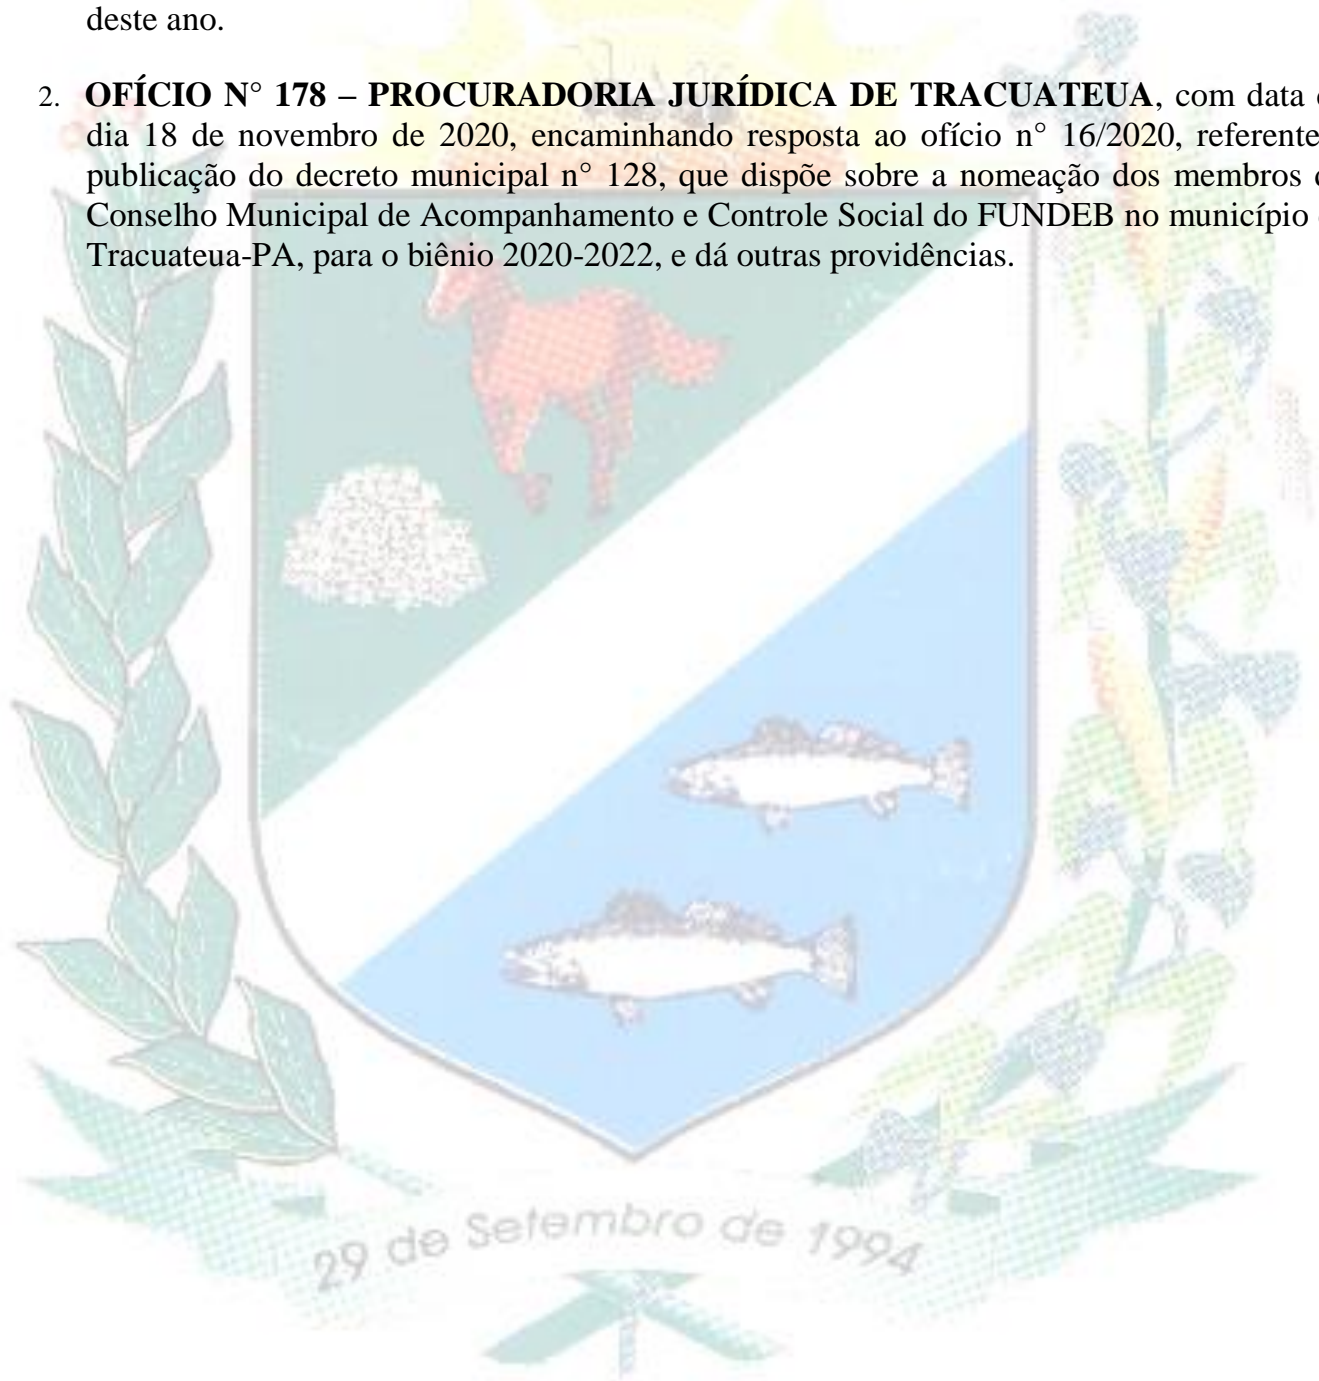 deste ano.
2. OFÍCIO N° 178 – PROCURADORIA JURÍDICA DE TRACUATEUA, com data
dia 18 de novembro de 2020, encaminhando resposta ao ofício n° 16/2020, referente
publicação do decreto municipal n° 128, que dispõe sobre a nomeação dos membros
Conselho Municipal de Acompanhamento e Controle Social do FUNDEB no município
Tracuateua-PA, para o biênio 2020-2022, e dá outras providências.
29 de Setembro de 1994